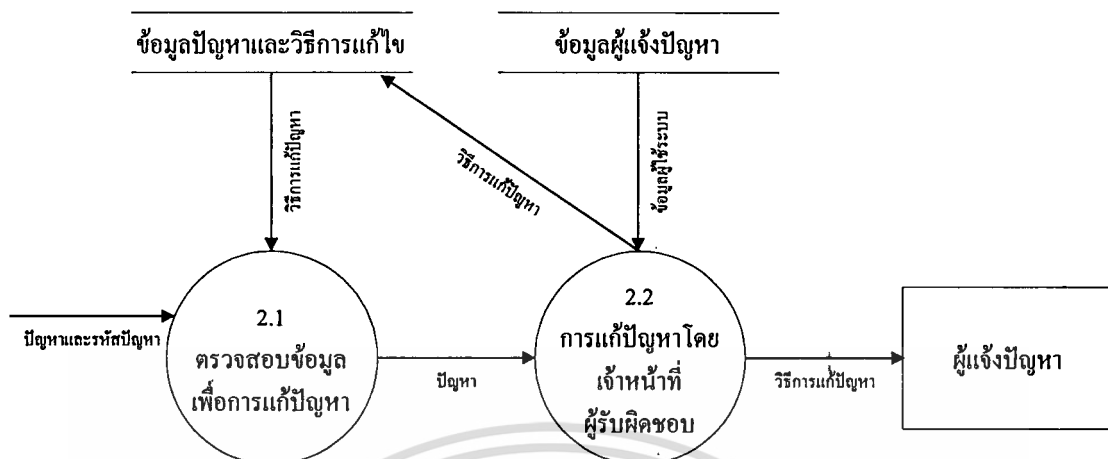 ข้อมูลปัญหาและวิธีการแก้ไข
ข้อมูลผู้แจ้งปัญหา
วิธีการแก้ปัญหา
วิธีการแก้ปัญหา
ข้อมูลผู้ใช้ระบบ
ปัญหาและรหัสปัญหา
2.1
ตรวจสอบข้อมูล
เพื่อการแก้ปัญหา
ปัญหา
2.2
การแก้ปัญหาโดย
เจ้าหน้าที่
ผู้รับผิดชอบ
วิธีการแก้ปัญหา
ผู้แจ้งปัญหา